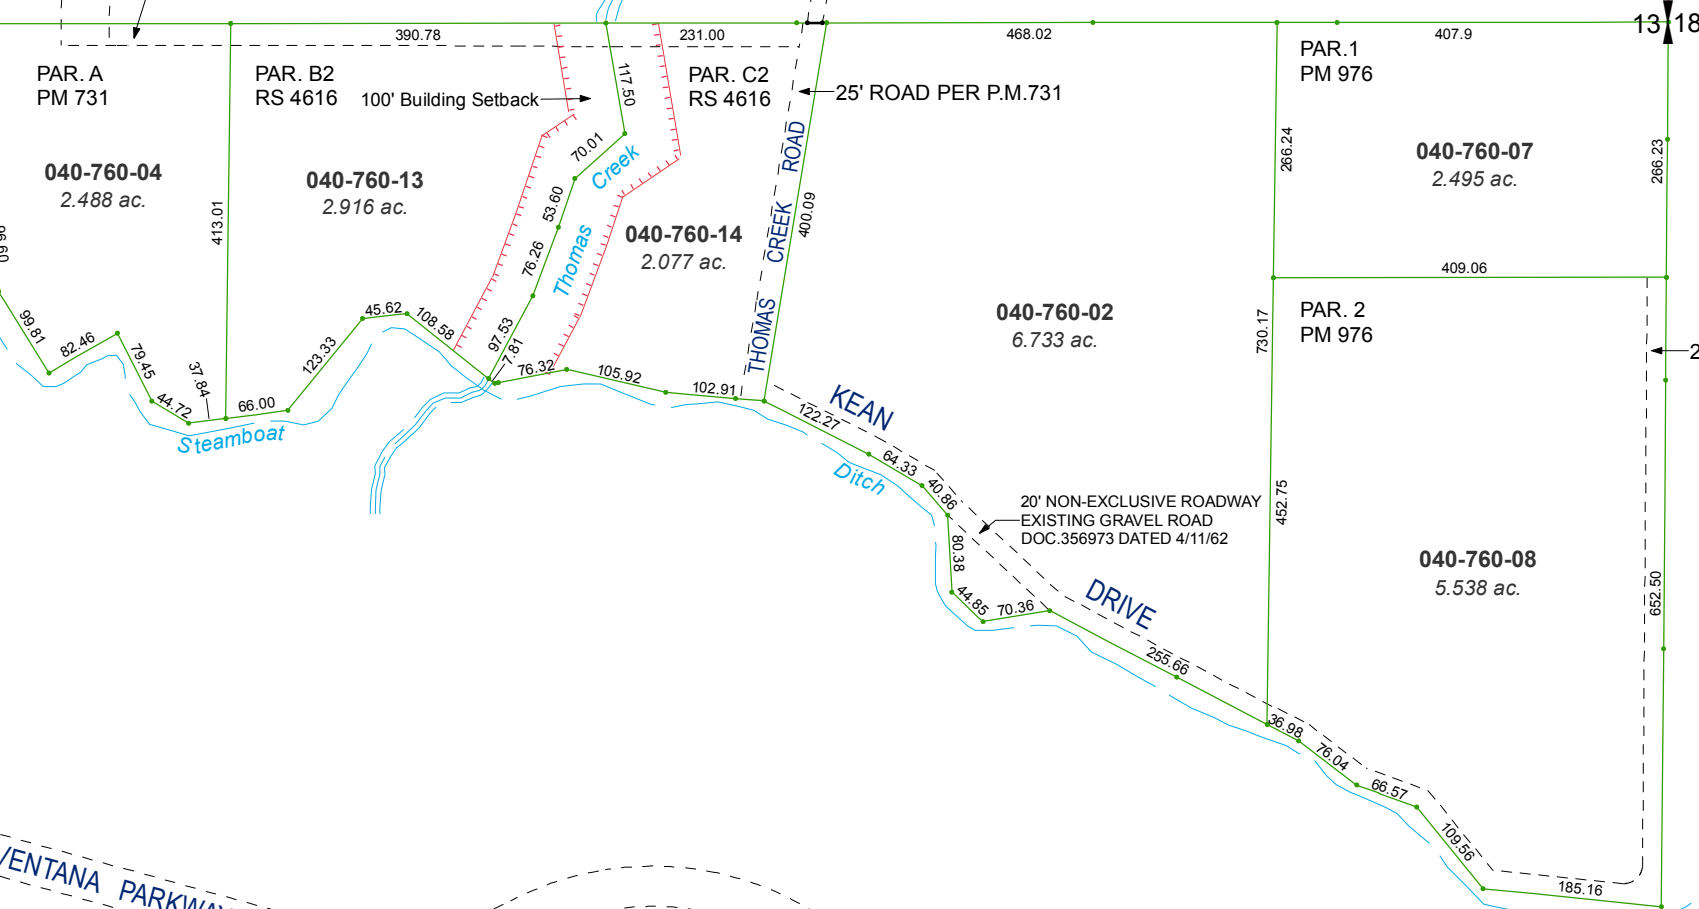 390.78
231.00
468.02
407.9
13
18
PAR. A
PM 731
PAR. B2
RS 4616
100' Building Setback
117.50
PAR. C2
RS 4616
25' ROAD PER P.M.731
PAR.1
PM 976
040-760-04
2.488 ac.
040-760-13
2.916 ac.
70.01
Creek
040-760-14
2.077 ac.
THOMAS CREEK ROAD
400.09
266.24
040-760-07
2.495 ac.
266.23
96.60
413.01
53.60
76.26
Thomas
409.06
99.81
82.46
79.45
37.84
44.72
66.00
123.33
45.62
108.58
97.53
7.81
76.32
105.92
102.91
040-760-02
6.733 ac.
730.17
PAR. 2
PM 976
2
Steamboat
Ditch
KEAN
122.27
64.33
40.86
80.38
44.85
70.36
20' NON-EXCLUSIVE ROADWAY
EXISTING GRAVEL ROAD
DOC.356973 DATED 4/11/62
452.75
040-760-08
5.538 ac.
652.50
DRIVE
255.66
36.98
76.04
66.57
109.56
185.16
VENTANA PARKWAY